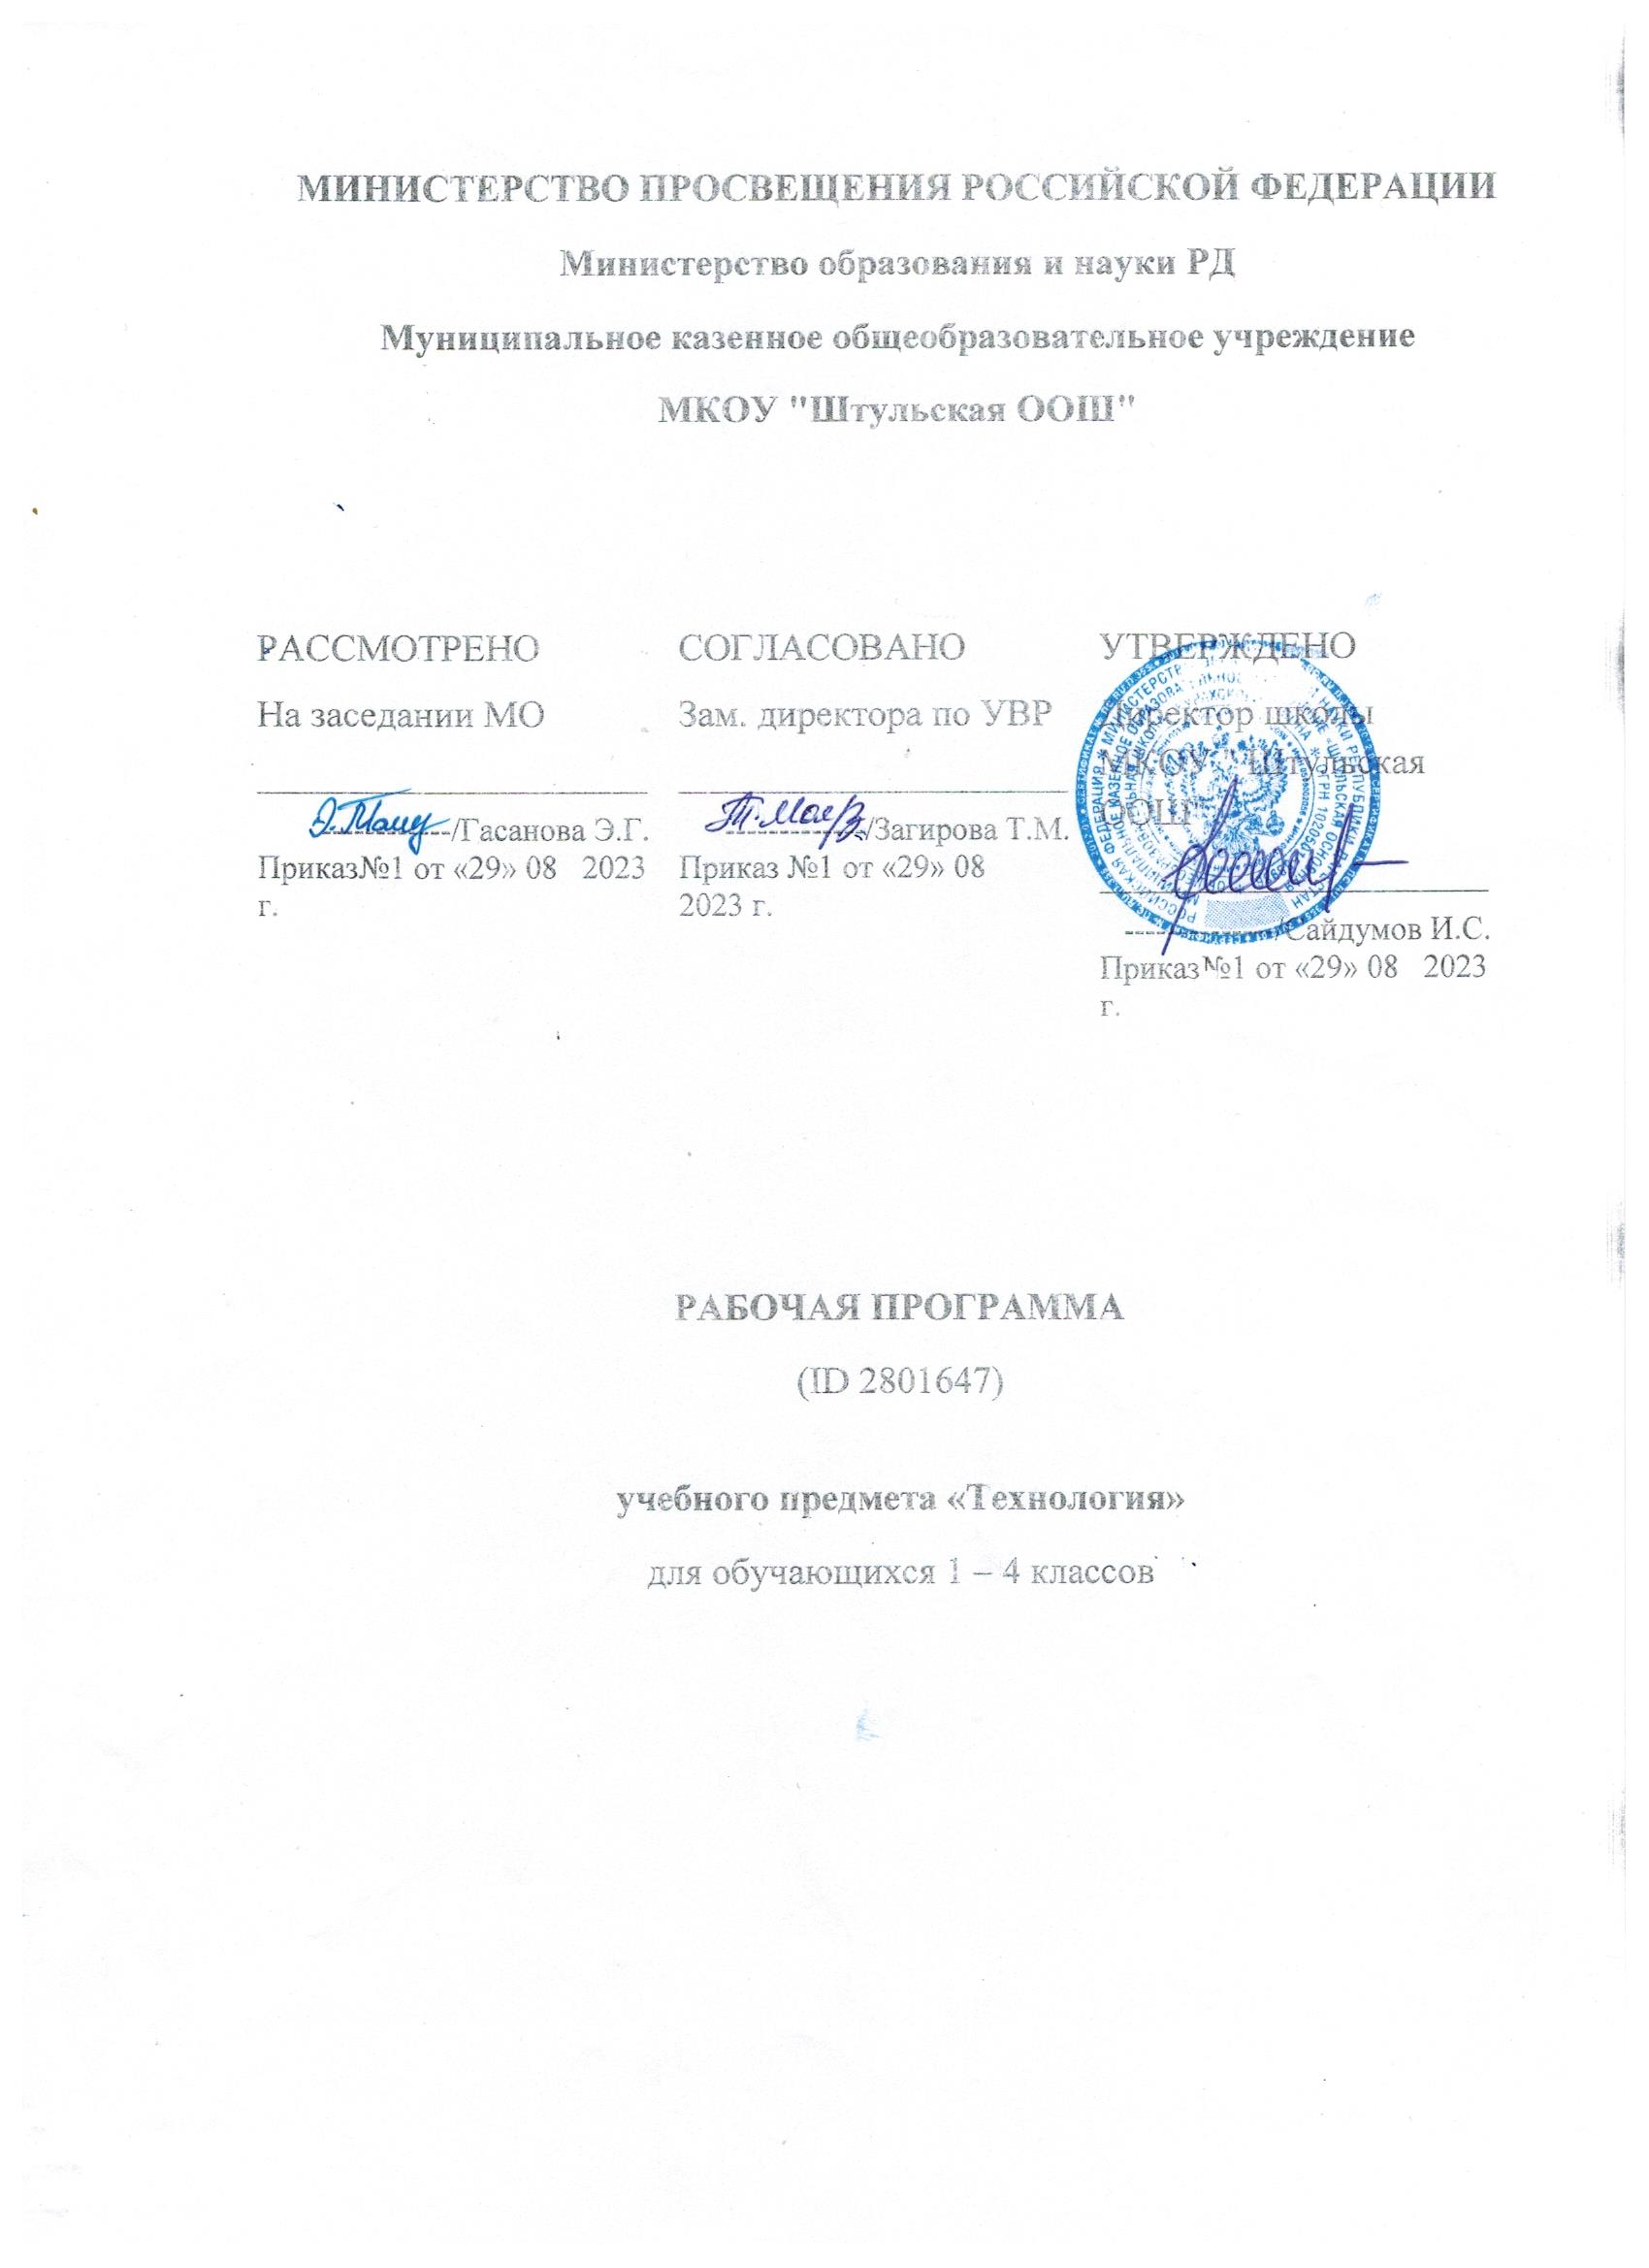 МИНИСТЕРСТВО ПРОСВЕЩЕНИЯ РОССИЙСКОЙ ФЕДЕРАЦИИ
Министерство образования и науки РД
Муниципальное казенное общеобразовательное учреждение
МКОУ "Штульская ООШ"
РАССМОТРЕНО
На заседании МО
----------/Гасанова Э.Г.
Приказ№1 от «29» 08 2023
г.
СОГЛАСОВАНО
Зам. директора по УВР
----------/Загирова Т.М.
Приказ №1 от «29» 08
2023 г.
УТВЕРЖДЕНО
Директор школы
МКОУ " Штульская
ООШ"
----------/Сайдумов И.С.
Приказ№1 от «29» 08 2023
г.
РАБОЧАЯ ПРОГРАММА
(ID 2801647)
учебного предмета «Технология»
для обучающихся 1 – 4 классов